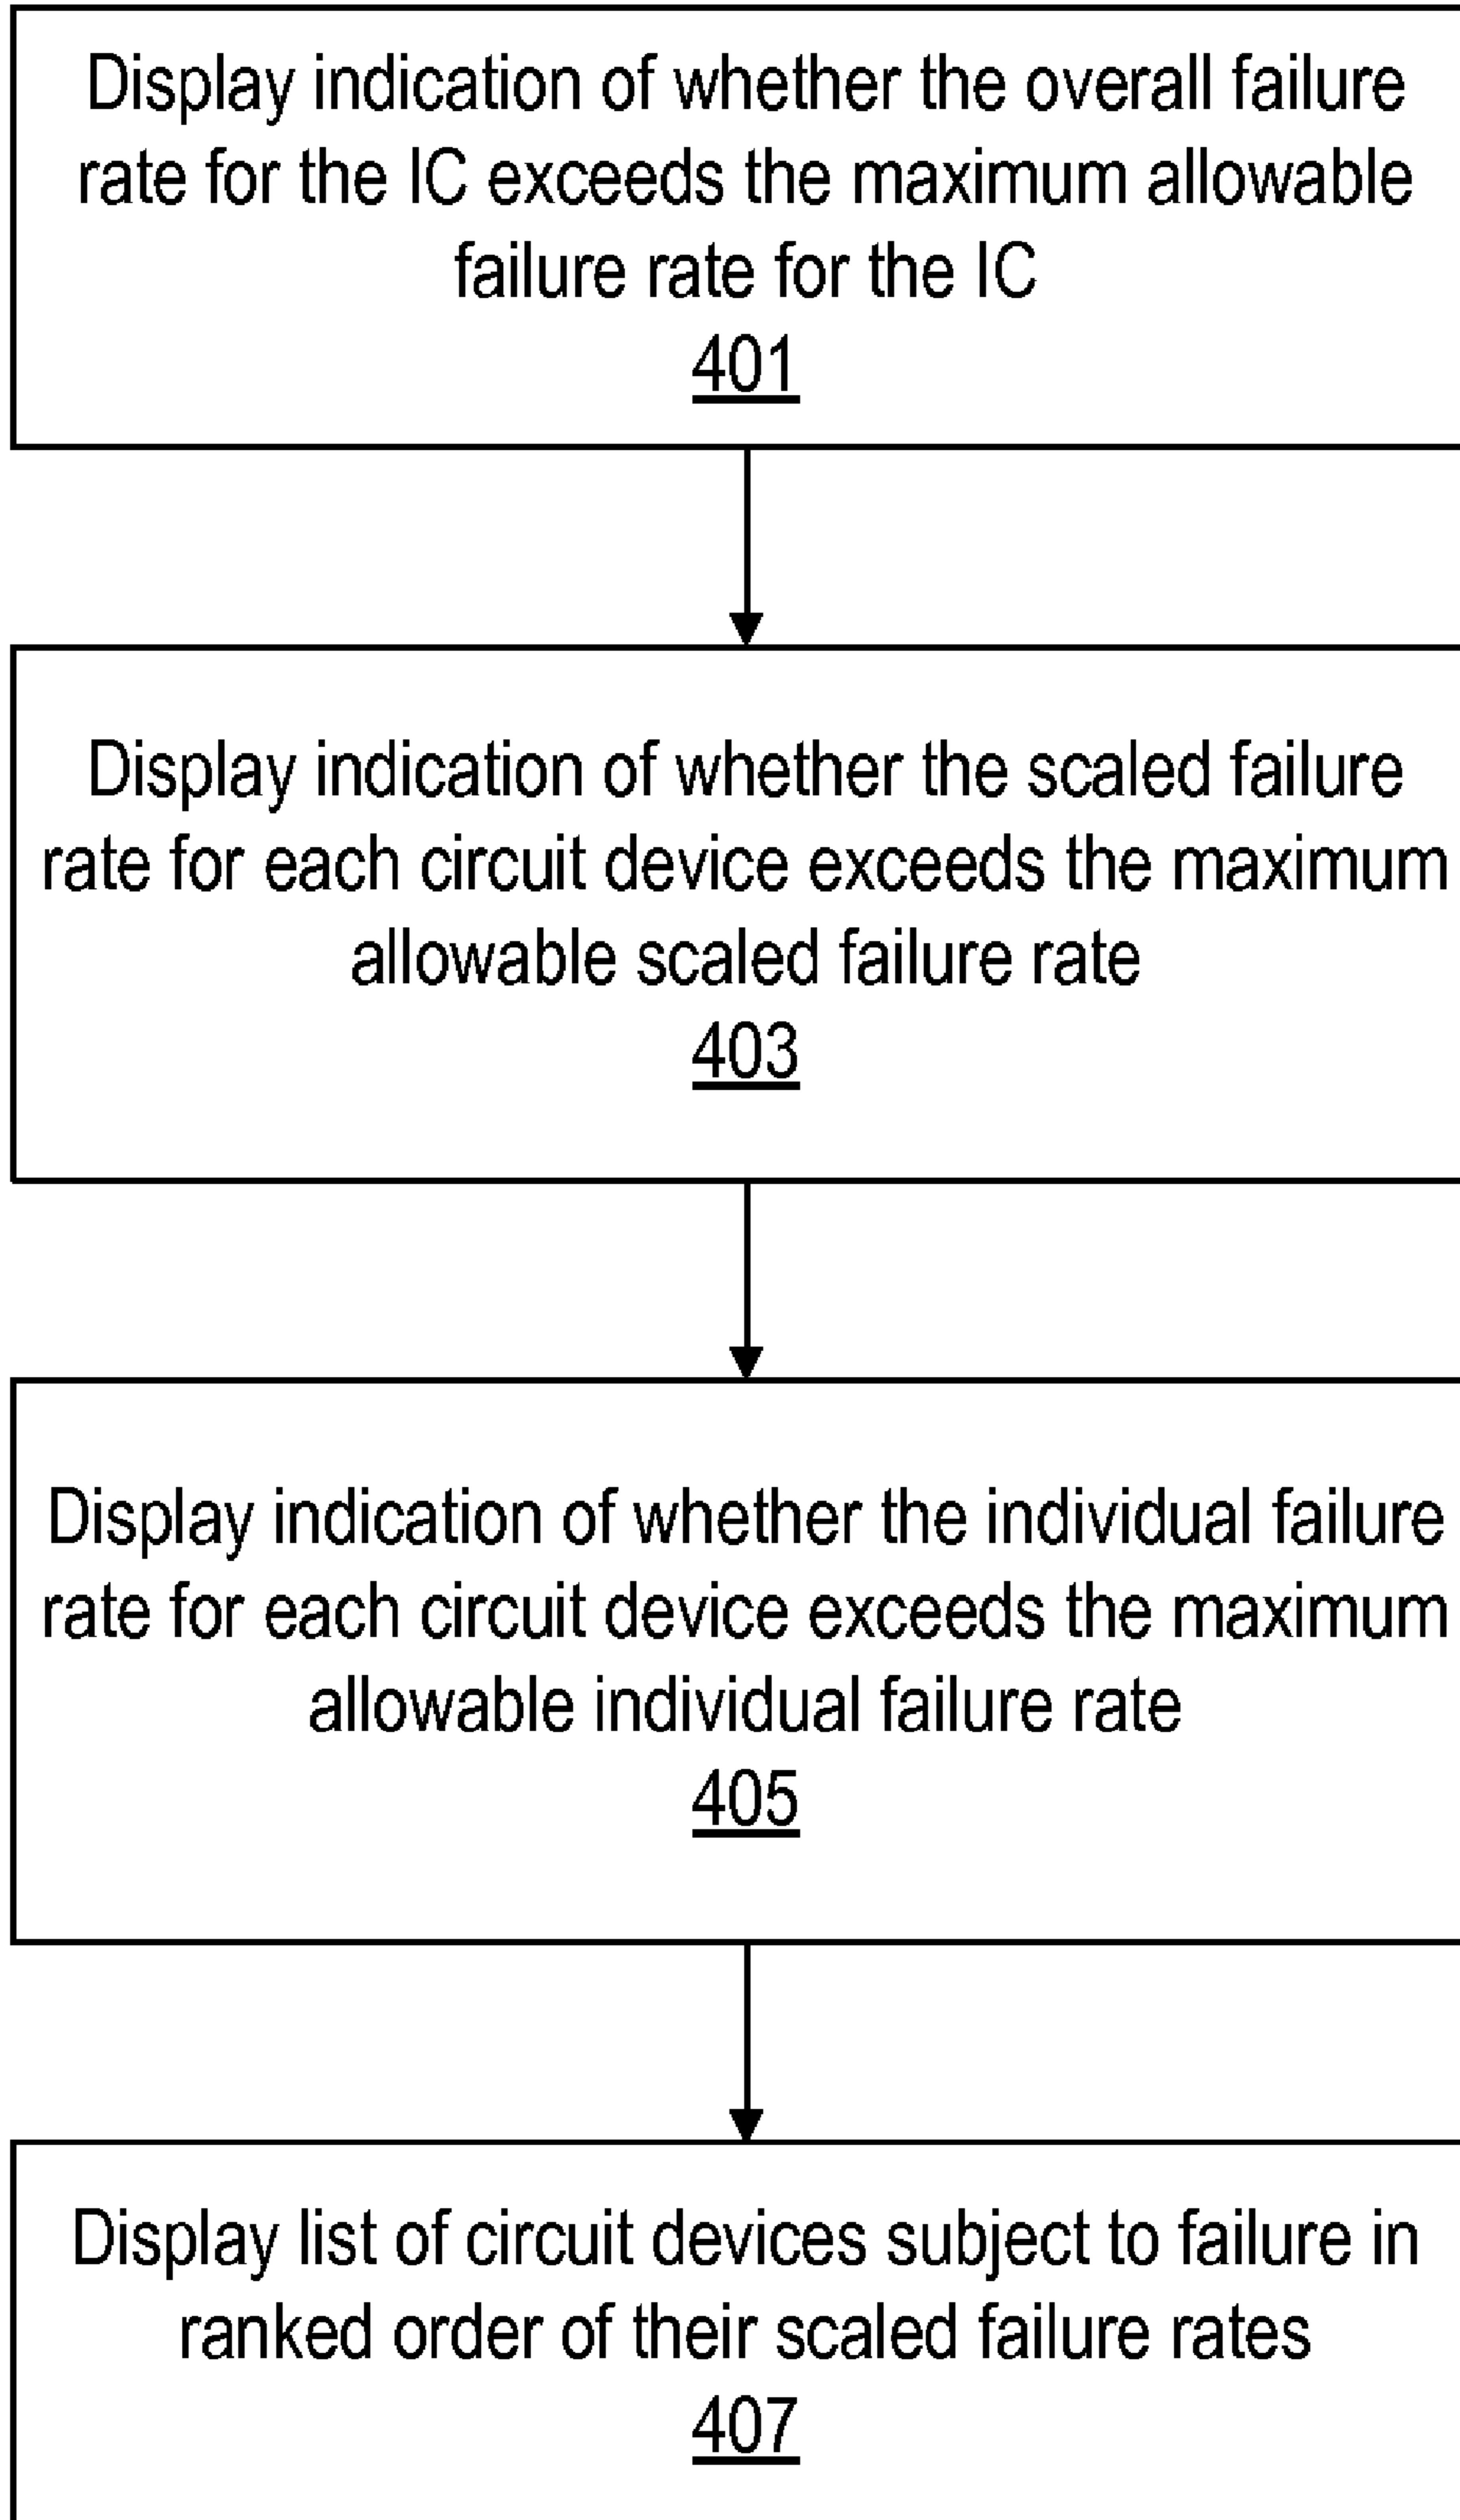 Display indication of whether the overall failure
rate for the IC exceeds the maximum allowable
failure rate for the IC
401
Display indication of whether the scaled failure
rate for each circuit device exceeds the maximum
allowable scaled failure rate
403
Display indication of whether the individual failure
rate for each circuit device exceeds the maximum
allowable individual failure rate
405
Display list of circuit devices subject to failure in
ranked order of their scaled failure rates
407